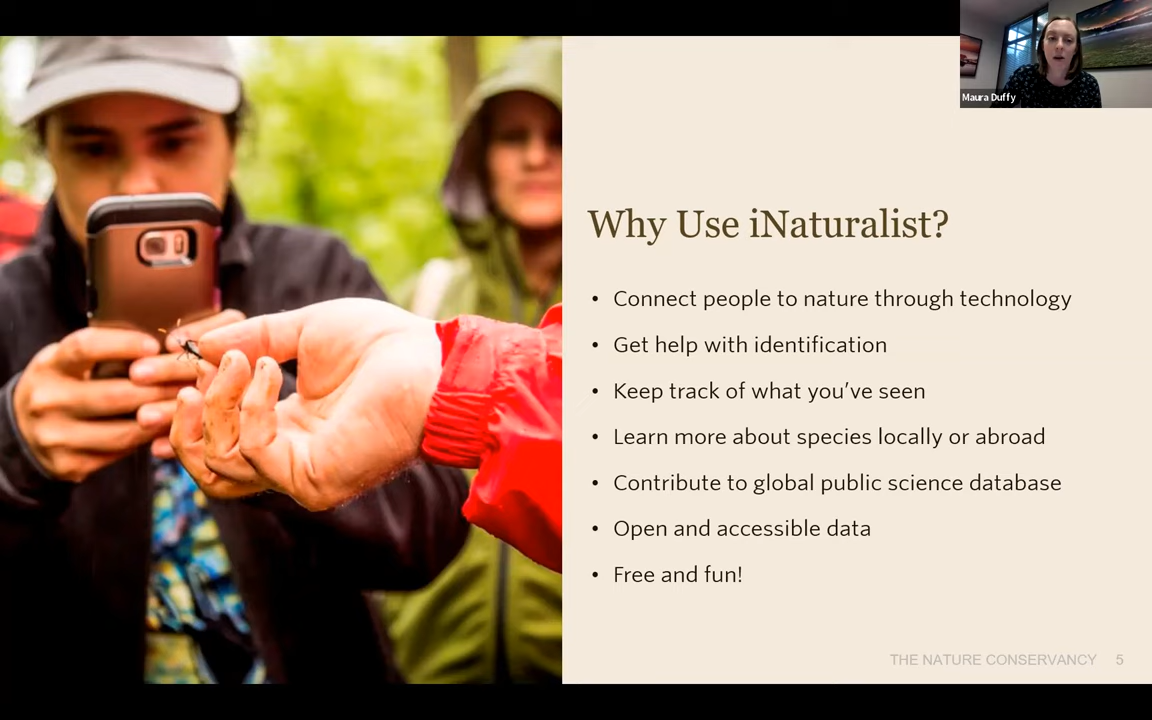 Maura Duffy
Why Use iNaturalist?
• Connect people to nature through technology
• Get help with identification
• Keep track of what you’ve seen
• Learn more about species locally or abroad
• Contribute to global public science database
• Open and accessible data
• Free and fun!
THE NATURE CONSERVANCY 5